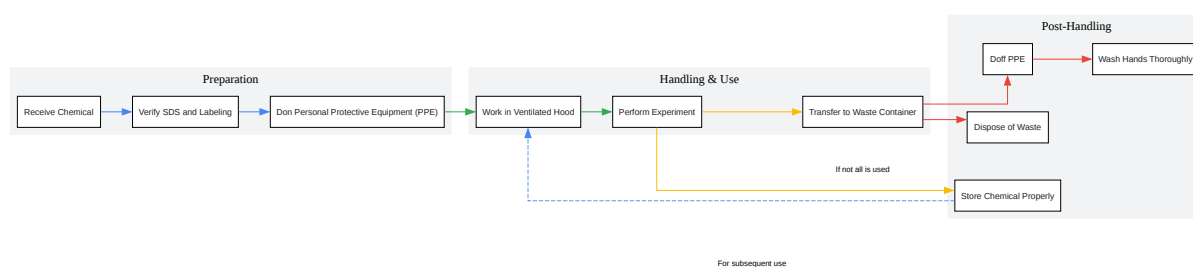 Post-Handling
Doff PPE
Wash Hands Thoroughly
Preparation
Handling & Use
Receive Chemical
Verify SDS and Labeling
Don Personal Protective Equipment (PPE)
Work in Ventilated Hood
Perform Experiment
Transfer to Waste Container
Dispose of Waste
If not all is used
Store Chemical Properly
For subsequent use